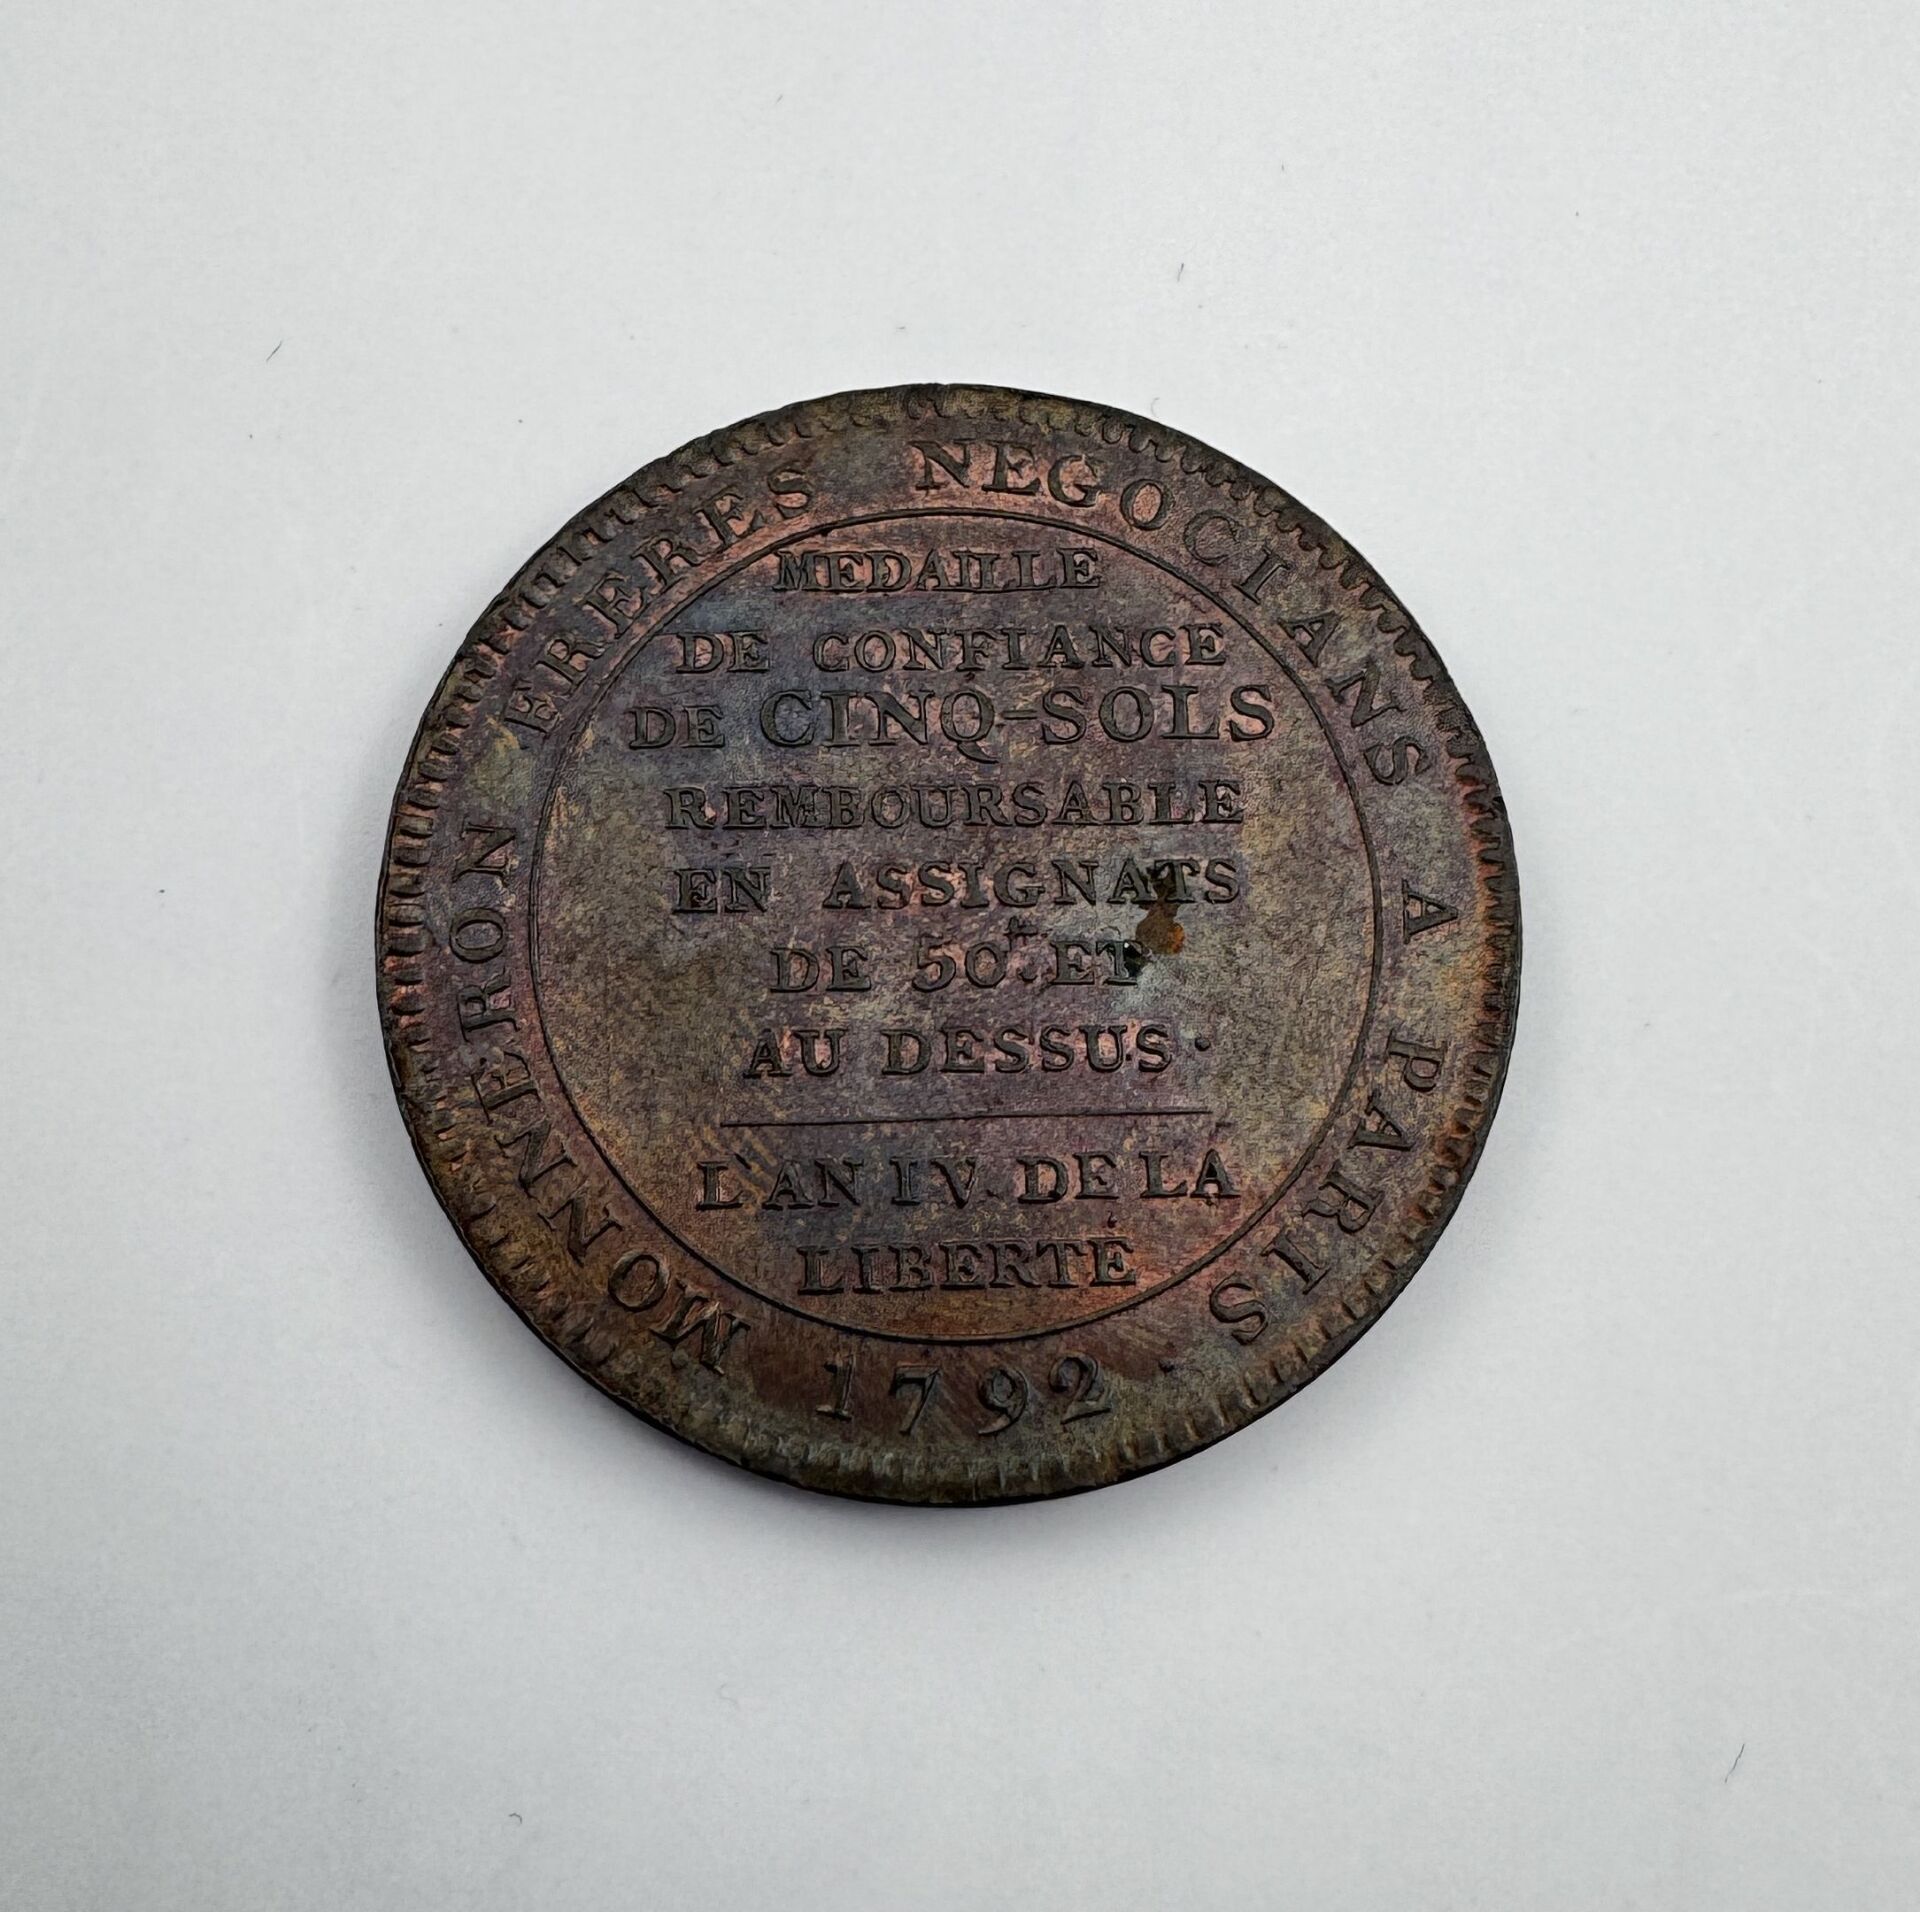 MONNERON FRERES NEGOCIANS A PARIS
MEDAILLE
DE CONFIANCE
DE CINQ-SOLS
REMBOURSABLE
EN ASSIGNATS
DE 50ᵗᵗ. ET
AU DESSUS.
L'AN IV. DE LA
LIBERTÉ
. 1792 .